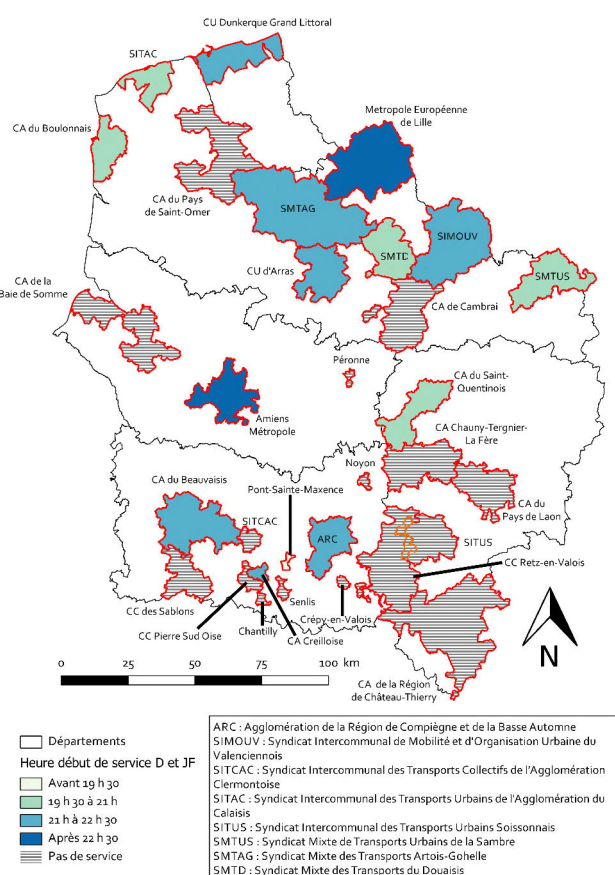 CU Dunkerque Grand Littoral
SITAC
Metropole Européenne
de Lille
CA du Boulonnais
CA du Pays
de Saint-Omer
SMTAG
SIMOUV
SMTD
CU d'Arras
SMTUS
CA de la
Baie de Somme
CA de Cambrai
Péronne
CA du Saint-
Quentinois
Amiens
Métropole
CA Chauny-Tergnier-
La Fère
Noyon
CA du Beauvaisis
Pont-Sainte-Maxence
CA du
Pays de Laon
SITCAC
ARC
SITUS
CC Retz-en-Valois
CC des Sablons
Senlis
Crépy-en-Valois
CC Pierre Sud Oise
Chantilly
CA Creilloise
N
0 25 50 75 100 km
CA de la Région
de Château-Thierry
Départements
Heure début de service D et JF
Avant 19 h 30
19 h 30 à 21 h
21 h à 22 h 30
Après 22 h 30
Pas de service
ARC : Agglomération de la Région de Compiègne et de la Basse Automne
SIMOUV : Syndicat Intercommunal de Mobilité et d'Organisation Urbaine du
Valenciennois
SITCAC : Syndicat Intercommunal des Transports Collectifs de l'Agglomération
Clermontoise
SITAC : Syndicat Intercommunal des Transports Urbains de l'Agglomération du
Calaisis
SITUS : Syndicat Intercommunal des Transports Urbains Soissonnais
SMTUS : Syndicat Mixte de Transports Urbains de la Sambre
SMTAG : Syndicat Mixte des Transports Artois-Gohelle
SMTD : Syndicat Mixte des Transports du Douaisis